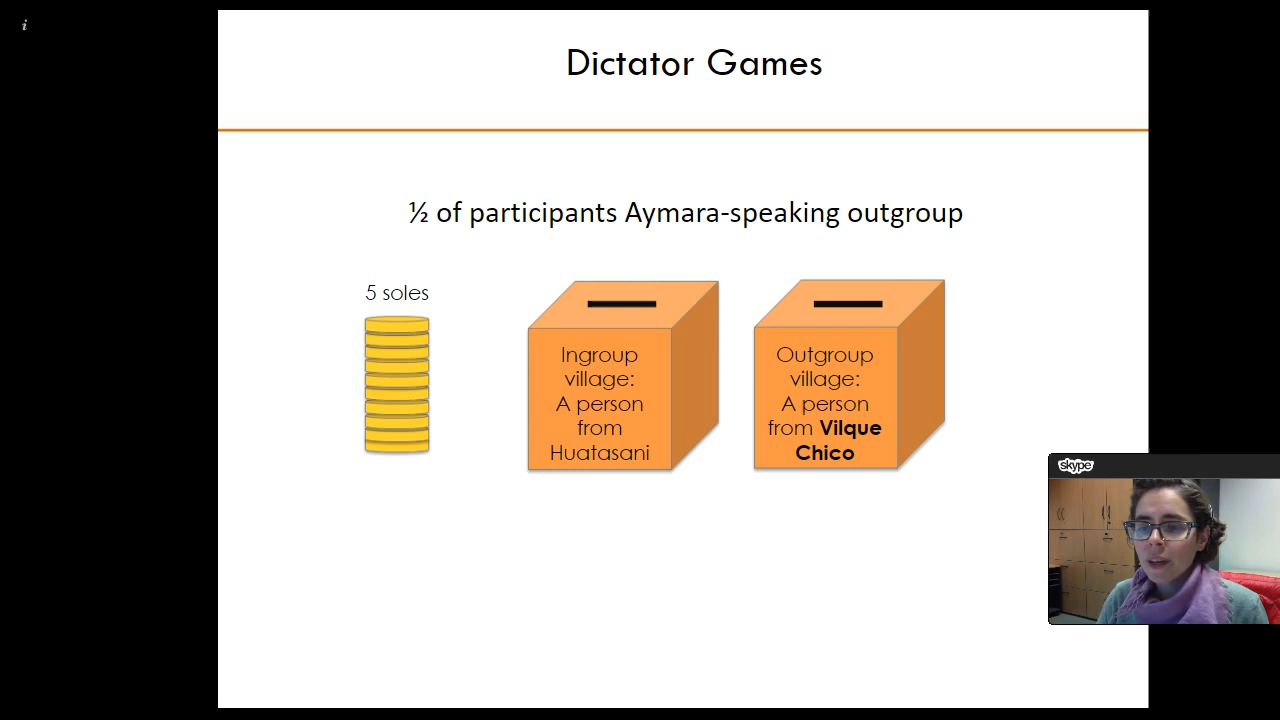 i
Dictator Games
½ of participants Aymara-speaking outgroup
5 soles
Ingroup
village:
A person
from
Huatasani
Outgroup
village:
A person
from Vilque
Chico
skype